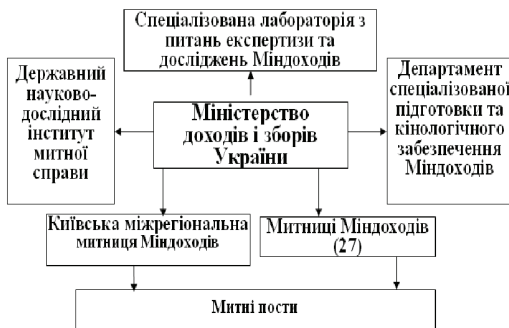 Спеціалізована лабораторія з
питань експертизи та
досліджень Міндоходів
Державний
науково-
дослідний
інститут
митної
справи
Міністерство
доходів і зборів
України
Департамент
спеціалізованої
підготовки та
кінологічного
забезпечення
Міндоходів
Київська міжрегіональна
митниця Міндоходів
Митниці Міндоходів
(27)
Митні пости